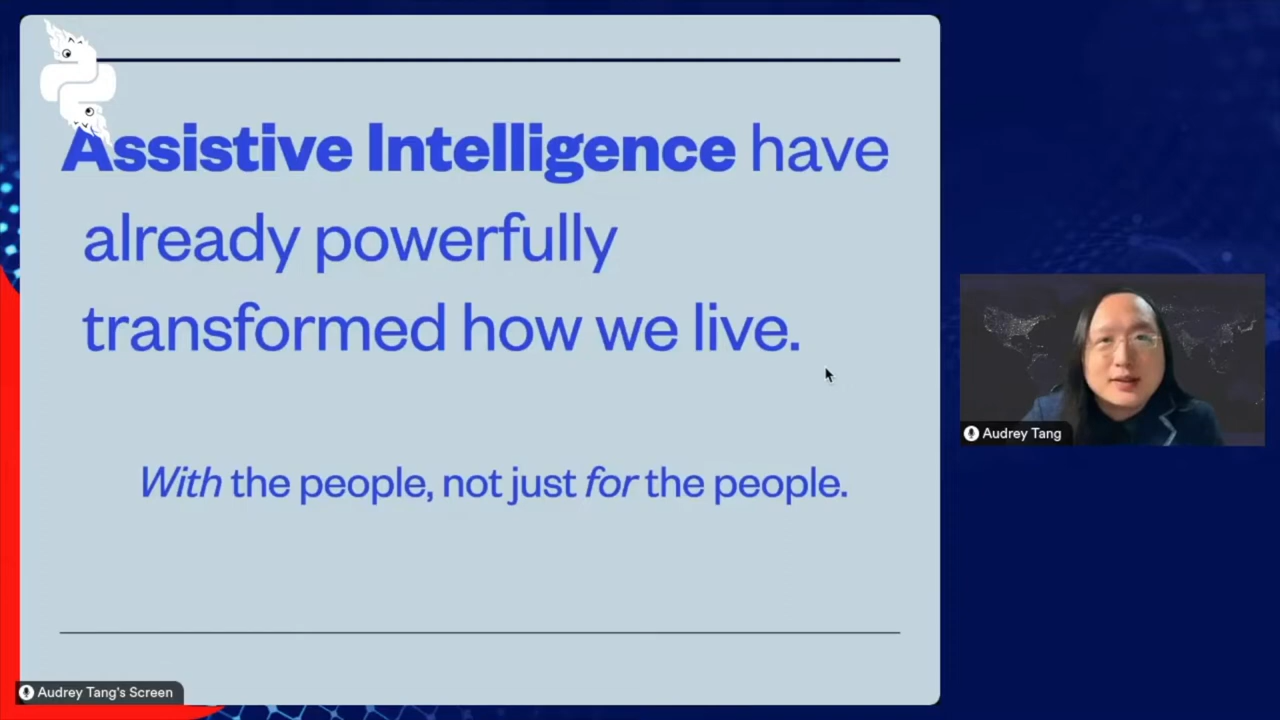 Assistive Intelligence have
already powerfully
transformed how we live.
With the people, not just for the people.
Audrey Tang
Audrey Tang's Screen